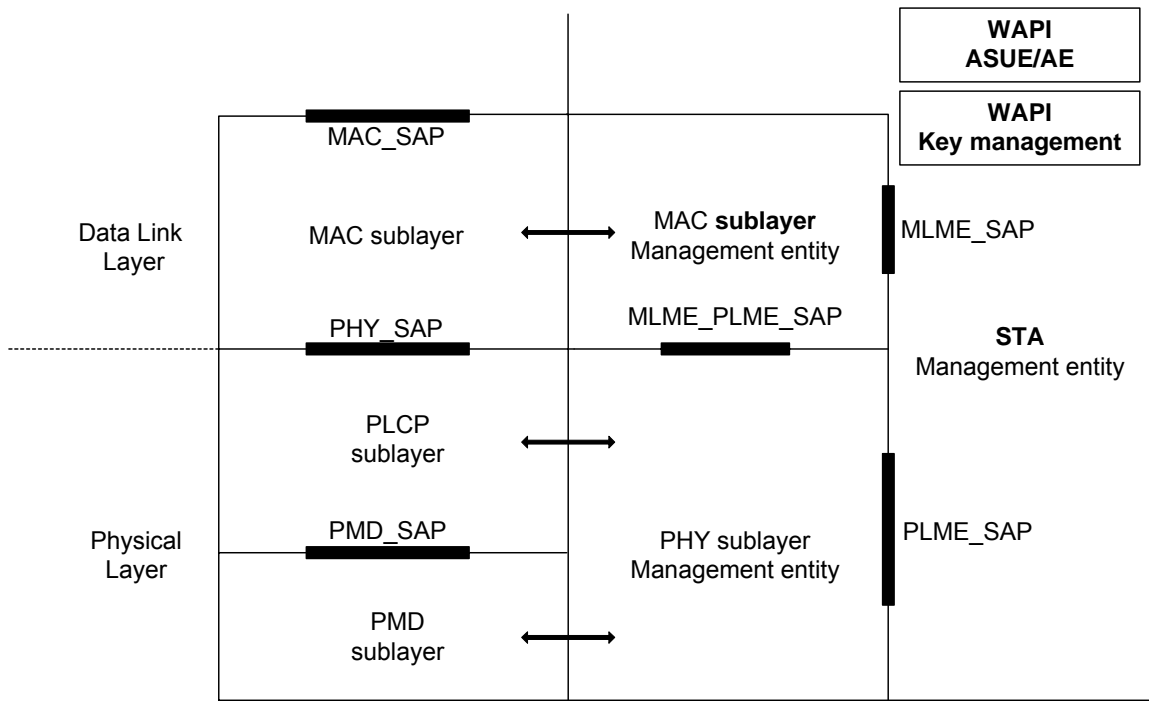 WAPI
ASUE/AE
WAPI
Key management
MAC_SAP
Data Link
Layer
MAC sublayer
MAC sublayer
Management entity
MLME_SAP
PHY_SAP
MLME_PLME_SAP
STA
Management entity
PLCP
sublayer
Physical
Layer
PMD_SAP
PHY sublayer
Management entity
PLME_SAP
PMD
sublayer